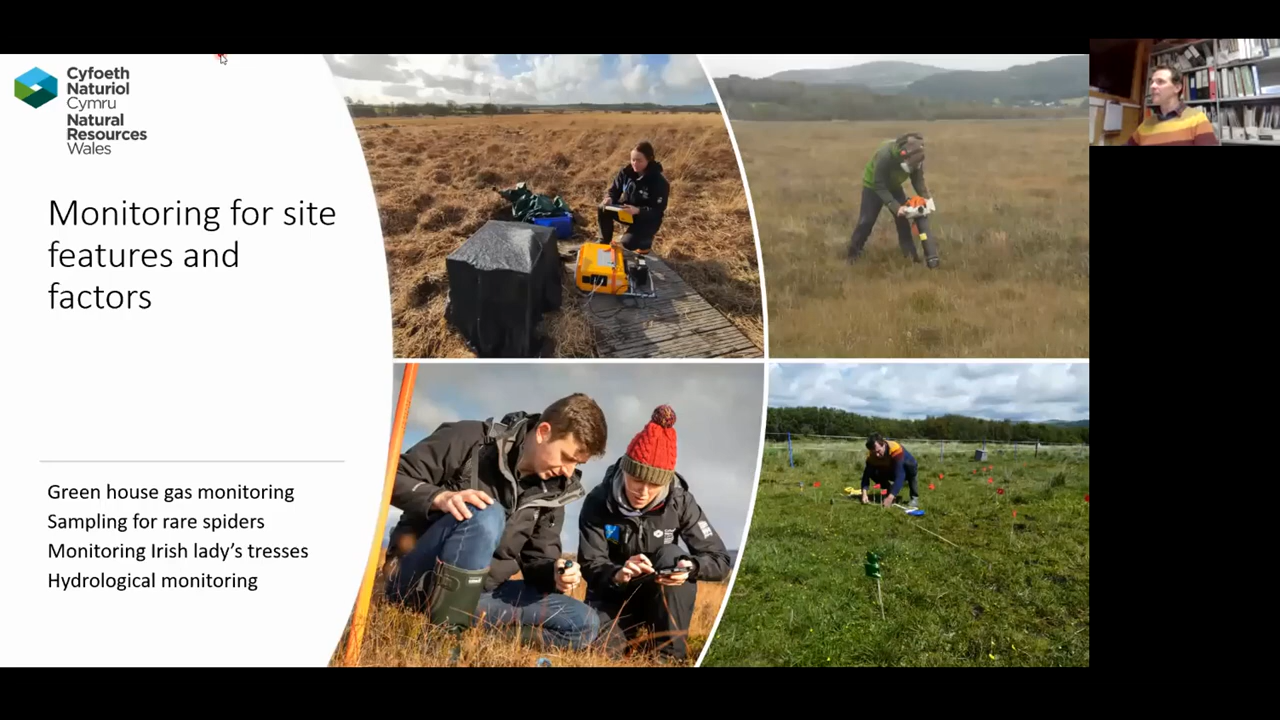 Cyfoeth
Naturiol
Cymru
Natural
Resources
Wales
Monitoring for site
features and
factors
Green house gas monitoring
Sampling for rare spiders
Monitoring Irish lady's tresses
Hydrological monitoring